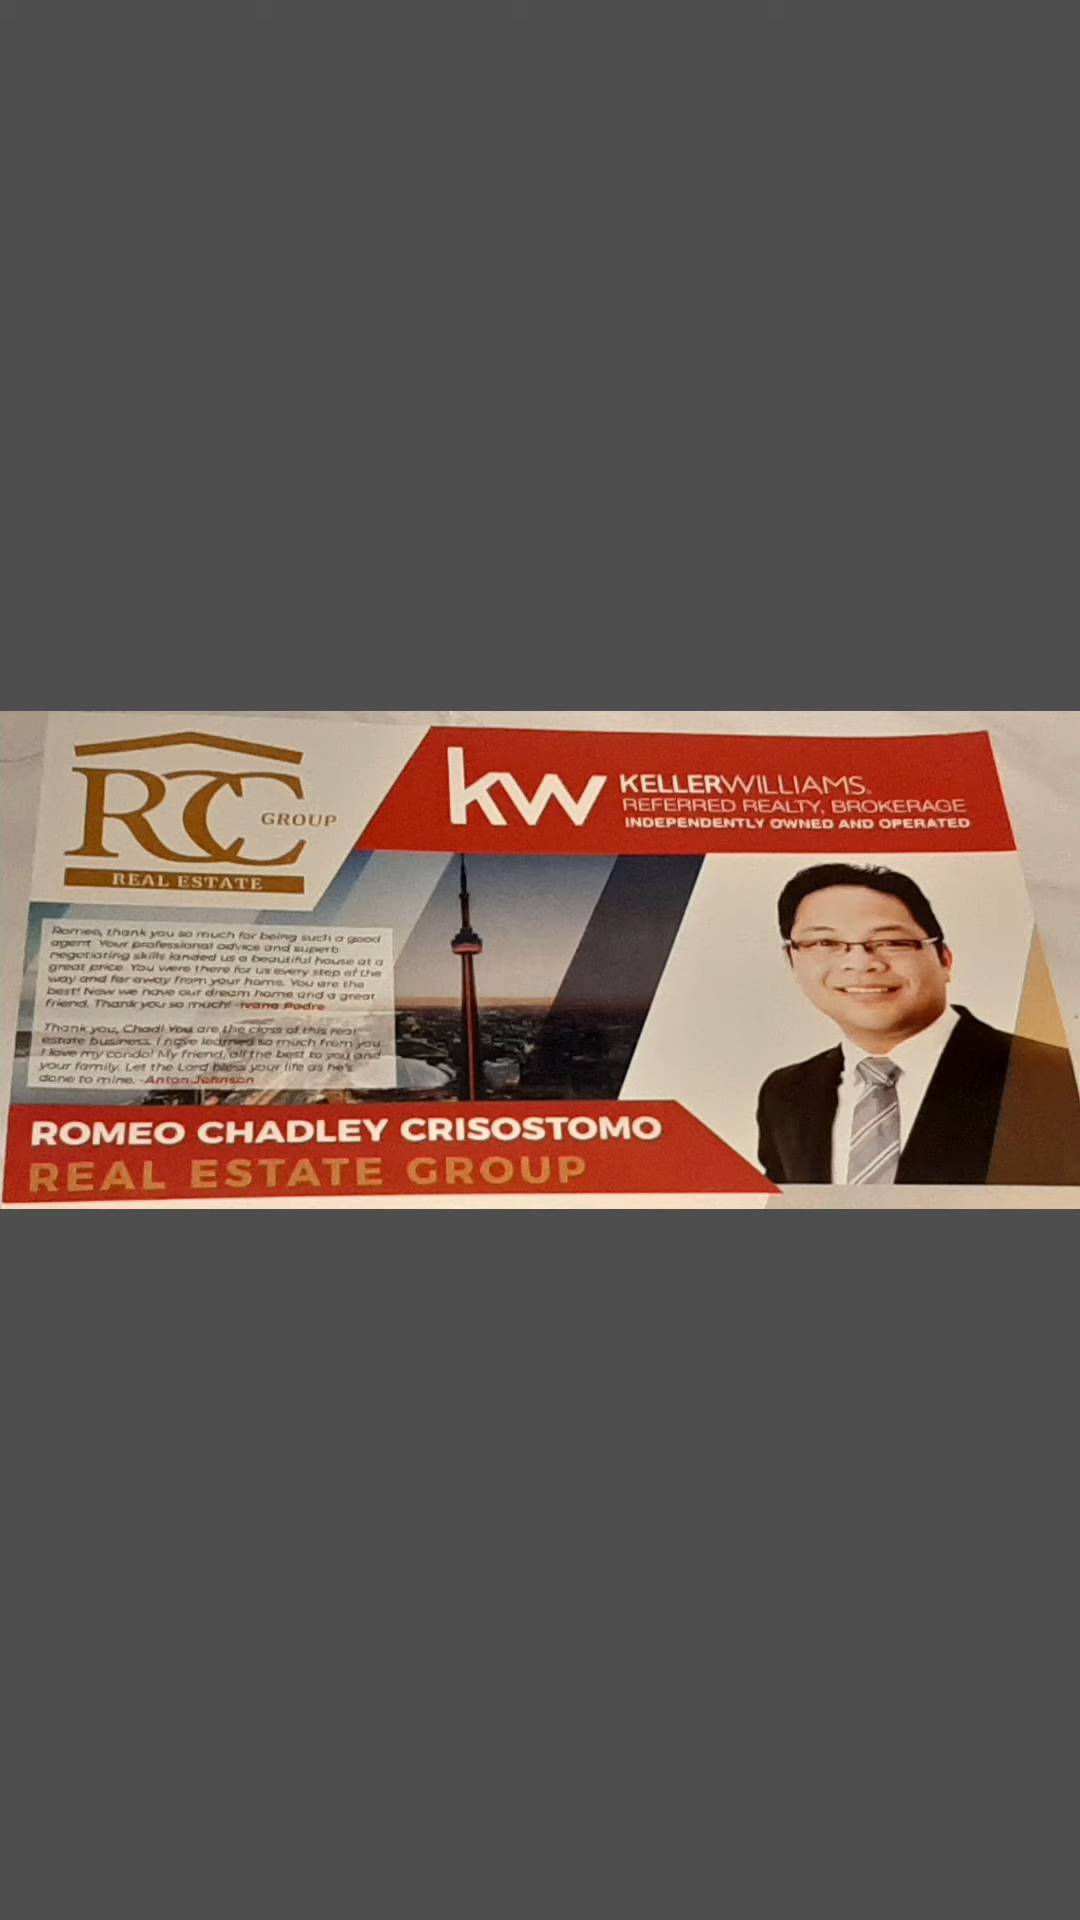 RCC
GROUP
REAL ESTATE
kw
KELLERWILLIAMS.
REFERRED REALTY, BROKERAGE
INDEPENDENTLY OWNED AND OPERATED
Romeo, thank you so much for being such a good
agent. Your professional advice and superb
negotiating skills landed us a beautiful house at a
great price. You were there for us every step of the
way and far away from your home. You are the
best! Now we have our dream home and a great
friend. Thank you so much! -Ivana Padre
Thank you, Chad! You are the class of this real
estate business. I have learned so much from you
I love my condo! My friend, all the best to you and
your family. Let the Lord bless your life as he's
done to mine. -Anton Johnson
ROMEO CHADLEY CRISOSTOMO
REAL ESTATE GROUP